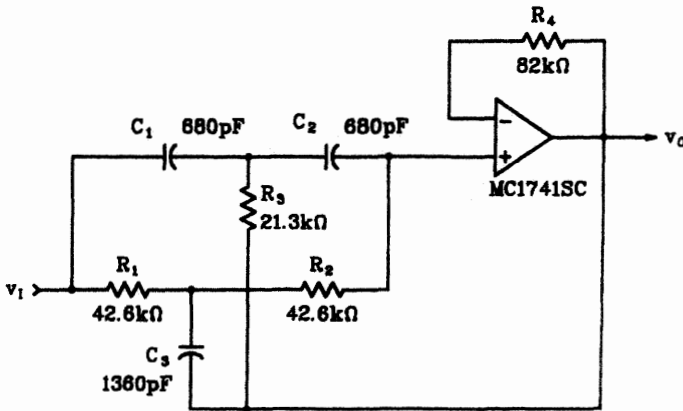 R4
82kΩ
C1 680pF C2 680pF
- 
+
vO
MC1741SC
R3
21.3kΩ
R1
R2
vI
42.6kΩ
42.6kΩ
C3
1360pF